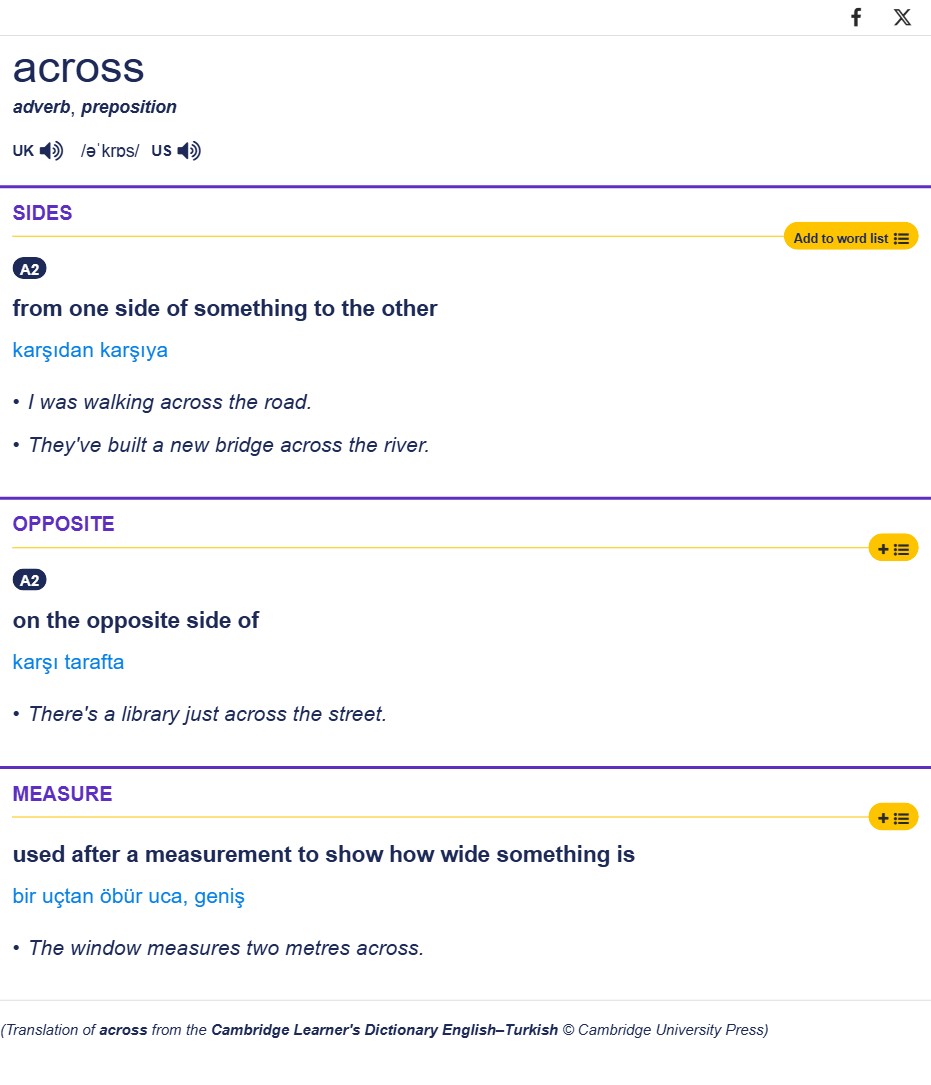 across
adverb, preposition
UK /əˈkrɒs/ US
SIDES
Add to word list
A2
from one side of something to the other
karşıdan karşıya
• I was walking across the road.
• They've built a new bridge across the river.
OPPOSITE
+
A2
on the opposite side of
karşı tarafta
• There's a library just across the street.
MEASURE
+
used after a measurement to show how wide something is
bir uçtan öbür uca, geniş
• The window measures two metres across.
(Translation of across from the Cambridge Learner's Dictionary English–Turkish © Cambridge University Press)